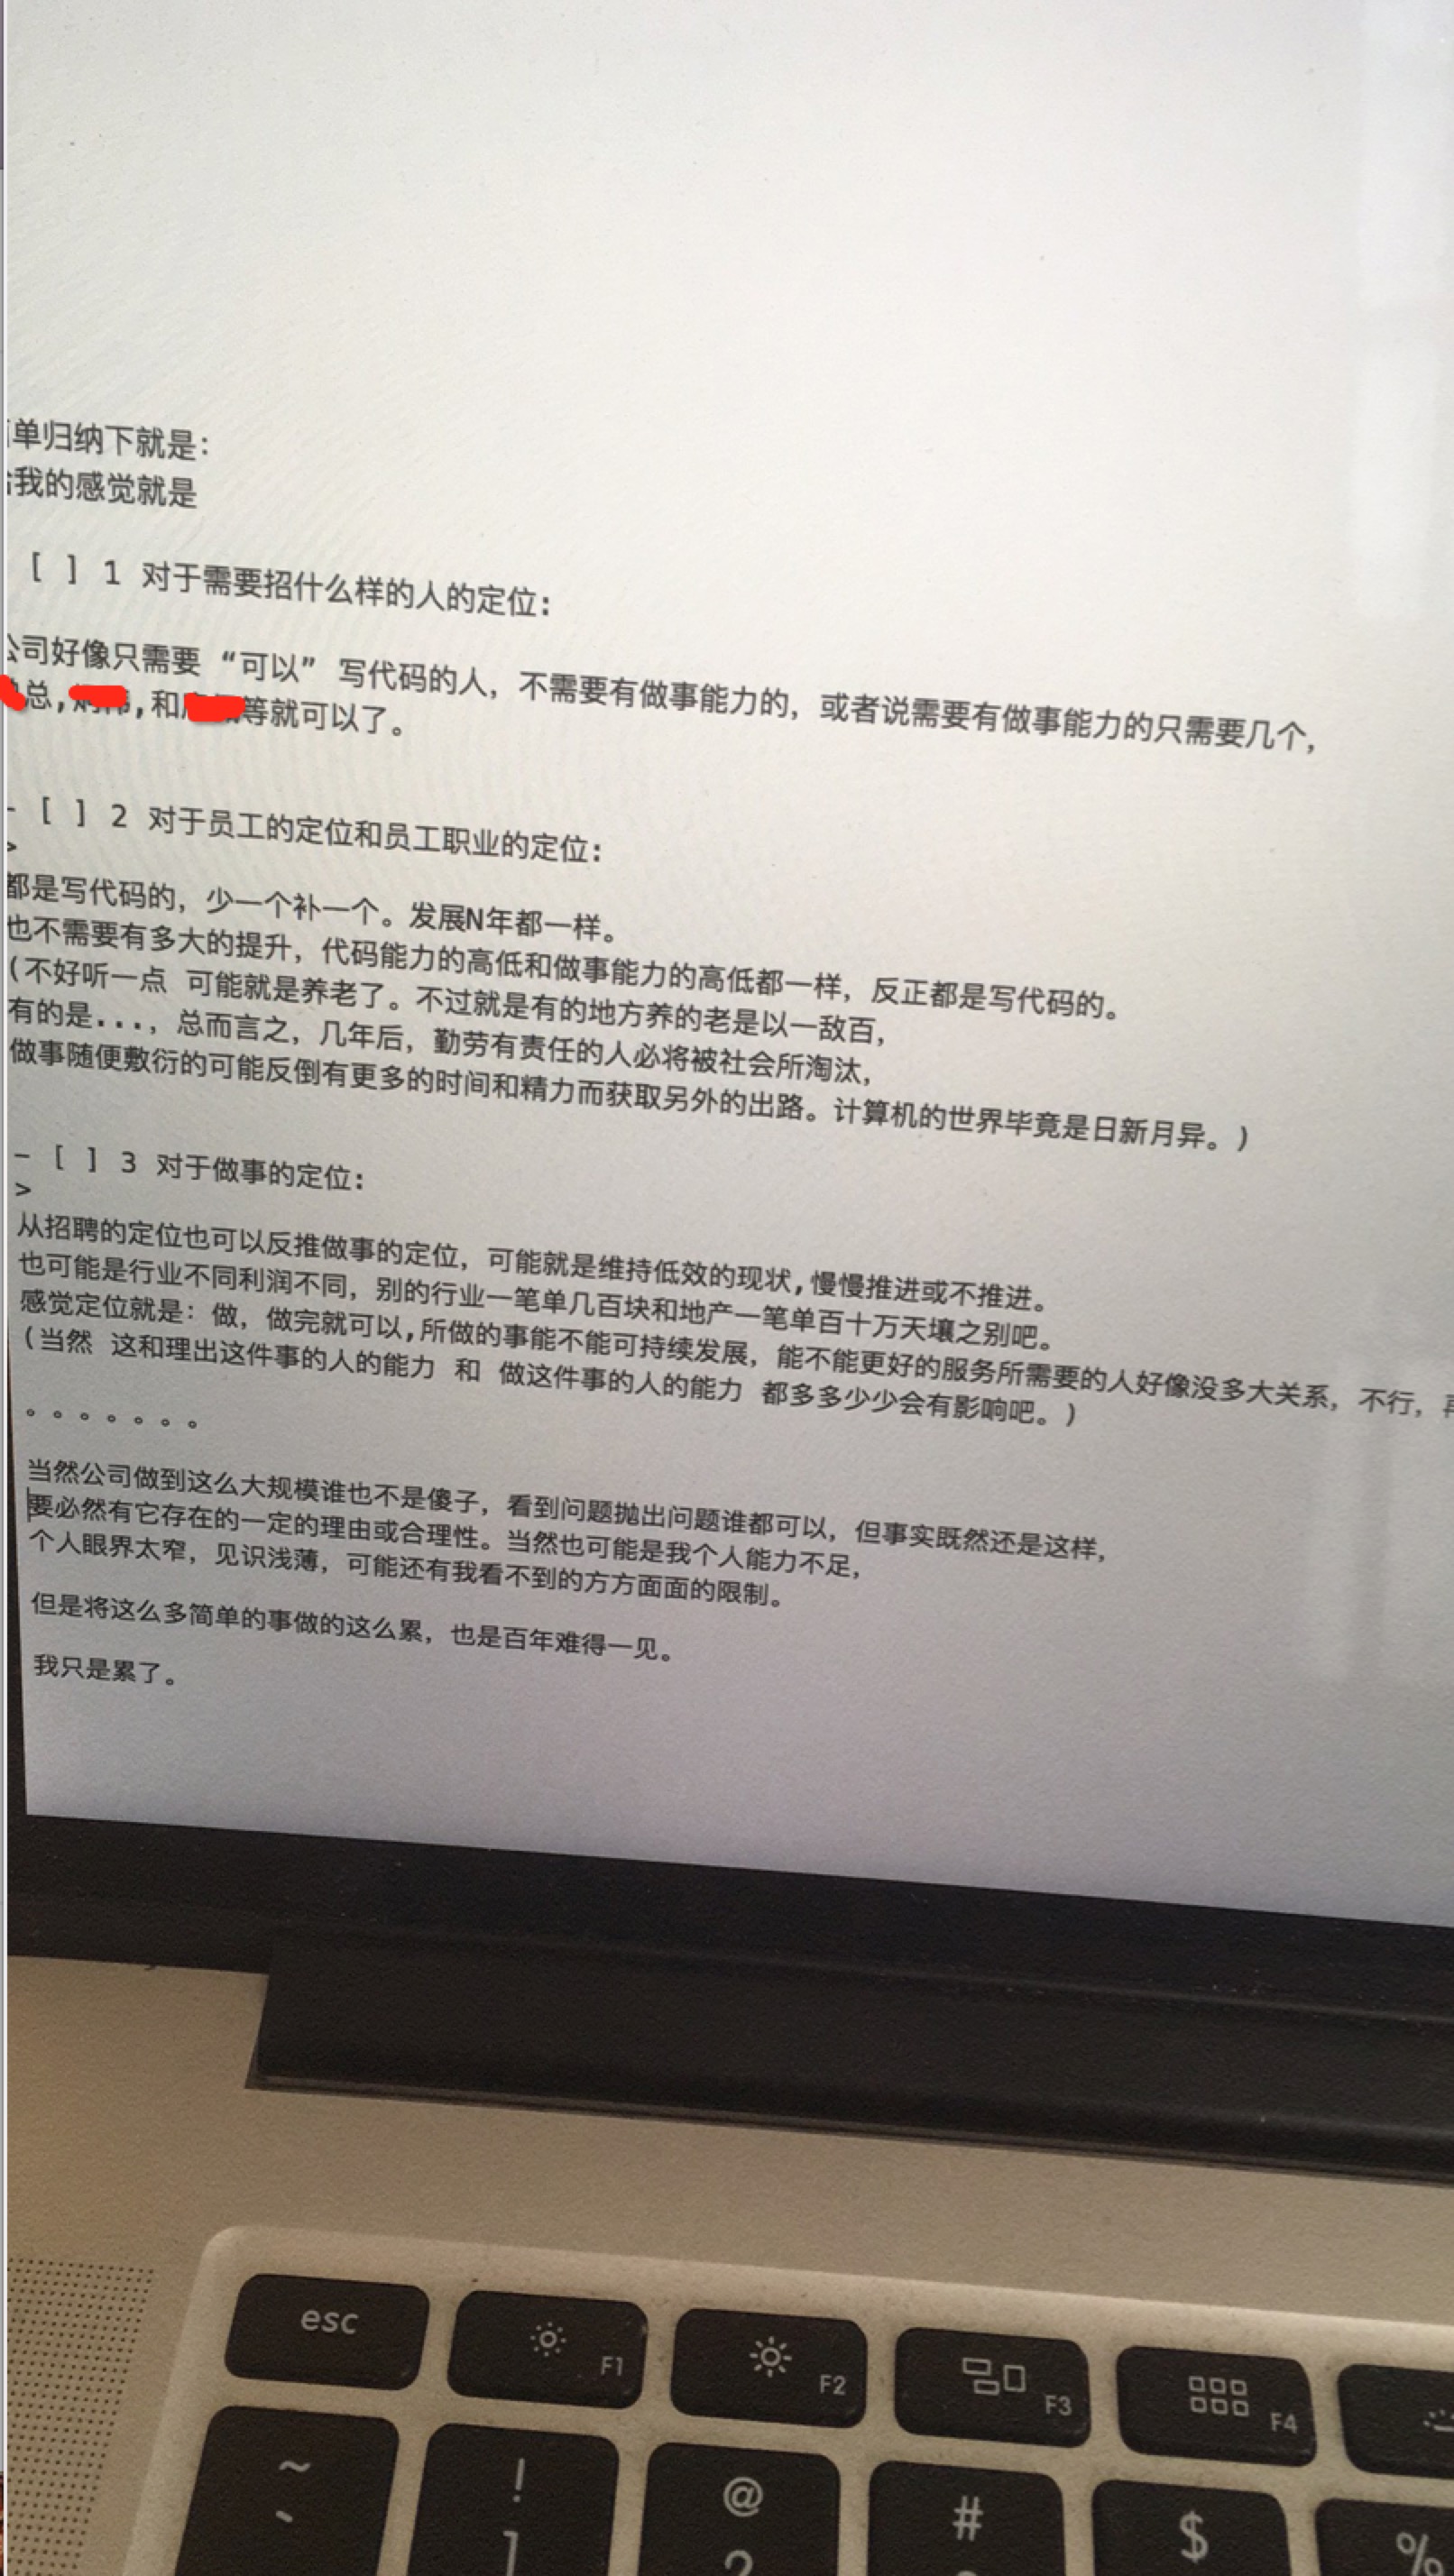 单归纳下就是:
我的感觉就是
[ ] 1 对于需要招什么样的人的定位:
公司好像只需要 “可以” 写代码的人, 不需要有做事能力的, 或者说需要有做事能力的只需要几个,
总, , 和 等就可以了。
- [ ] 2 对于员工的定位和员工职业的定位:
>
都是写代码的, 少一个补一个。发展N年都一样。
也不需要有多大的提升, 代码能力的高低和做事能力的高低都一样, 反正都是写代码的。
(不好听一点 可能就是养老了。不过就是有的地方养的老是以一敌百,
有的是..., 总而言之, 几年后, 勤劳有责任的人必将被社会所淘汰,
做事随便敷衍的可能反倒有更多的时间和精力而获取另外的出路。计算机的世界毕竟是日新月异。)
- [ ] 3 对于做事的定位:
>
从招聘的定位也可以反推做事的定位, 可能就是维持低效的现状,慢慢推进或不推进。
也可能是行业不同利润不同, 别的行业一笔单几百块和地产一笔单百十万天壤之别吧。
感觉定位就是: 做, 做完就可以,所做的事能不能可持续发展, 能不能更好的服务所需要的人好像没多大关系, 不行,
(当然 这和理出这件事的人的能力 和 做这件事的人的能力 都多多少少会有影响吧。)
。。。。。。。
当然公司做到这么大规模谁也不是傻子, 看到问题抛出问题谁都可以, 但事实既然还是这样,
要必然有它存在的一定的理由或合理性。当然也可能是我个人能力不足,
个人眼界太窄, 见识浅薄, 可能还有我看不到的方方面面的限制。
但是将这么多简单的事做的这么累, 也是百年难得一见。
我只是累了。
esc F1 F2 F3 F4
~ ! @ # $ %
` 1 2